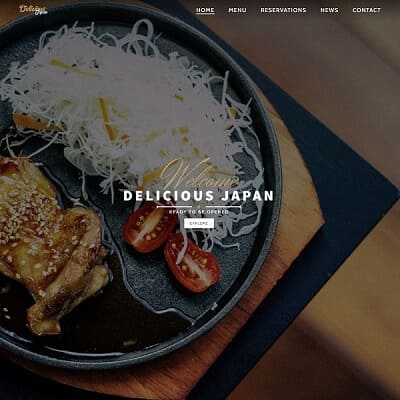 Delicious
Japan
HOME MENU RESERVATIONS NEWS CONTACT
Welcome
DELICIOUS JAPAN
READY TO BE OPENED
EXPLORE